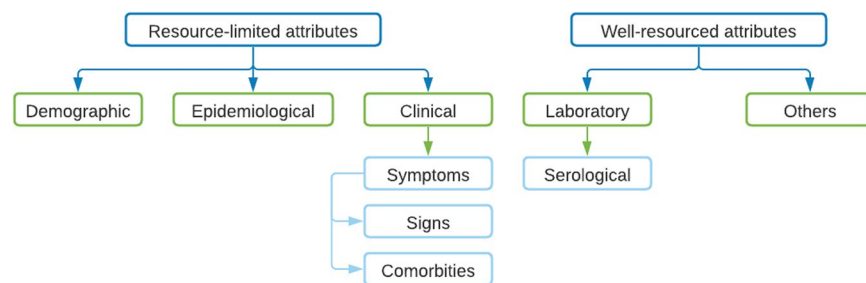 Resource-limited attributes
Well-resourced attributes
Demographic
Epidemiological
Clinical
Laboratory
Others
Symptoms
Serological
Signs
Comorbities